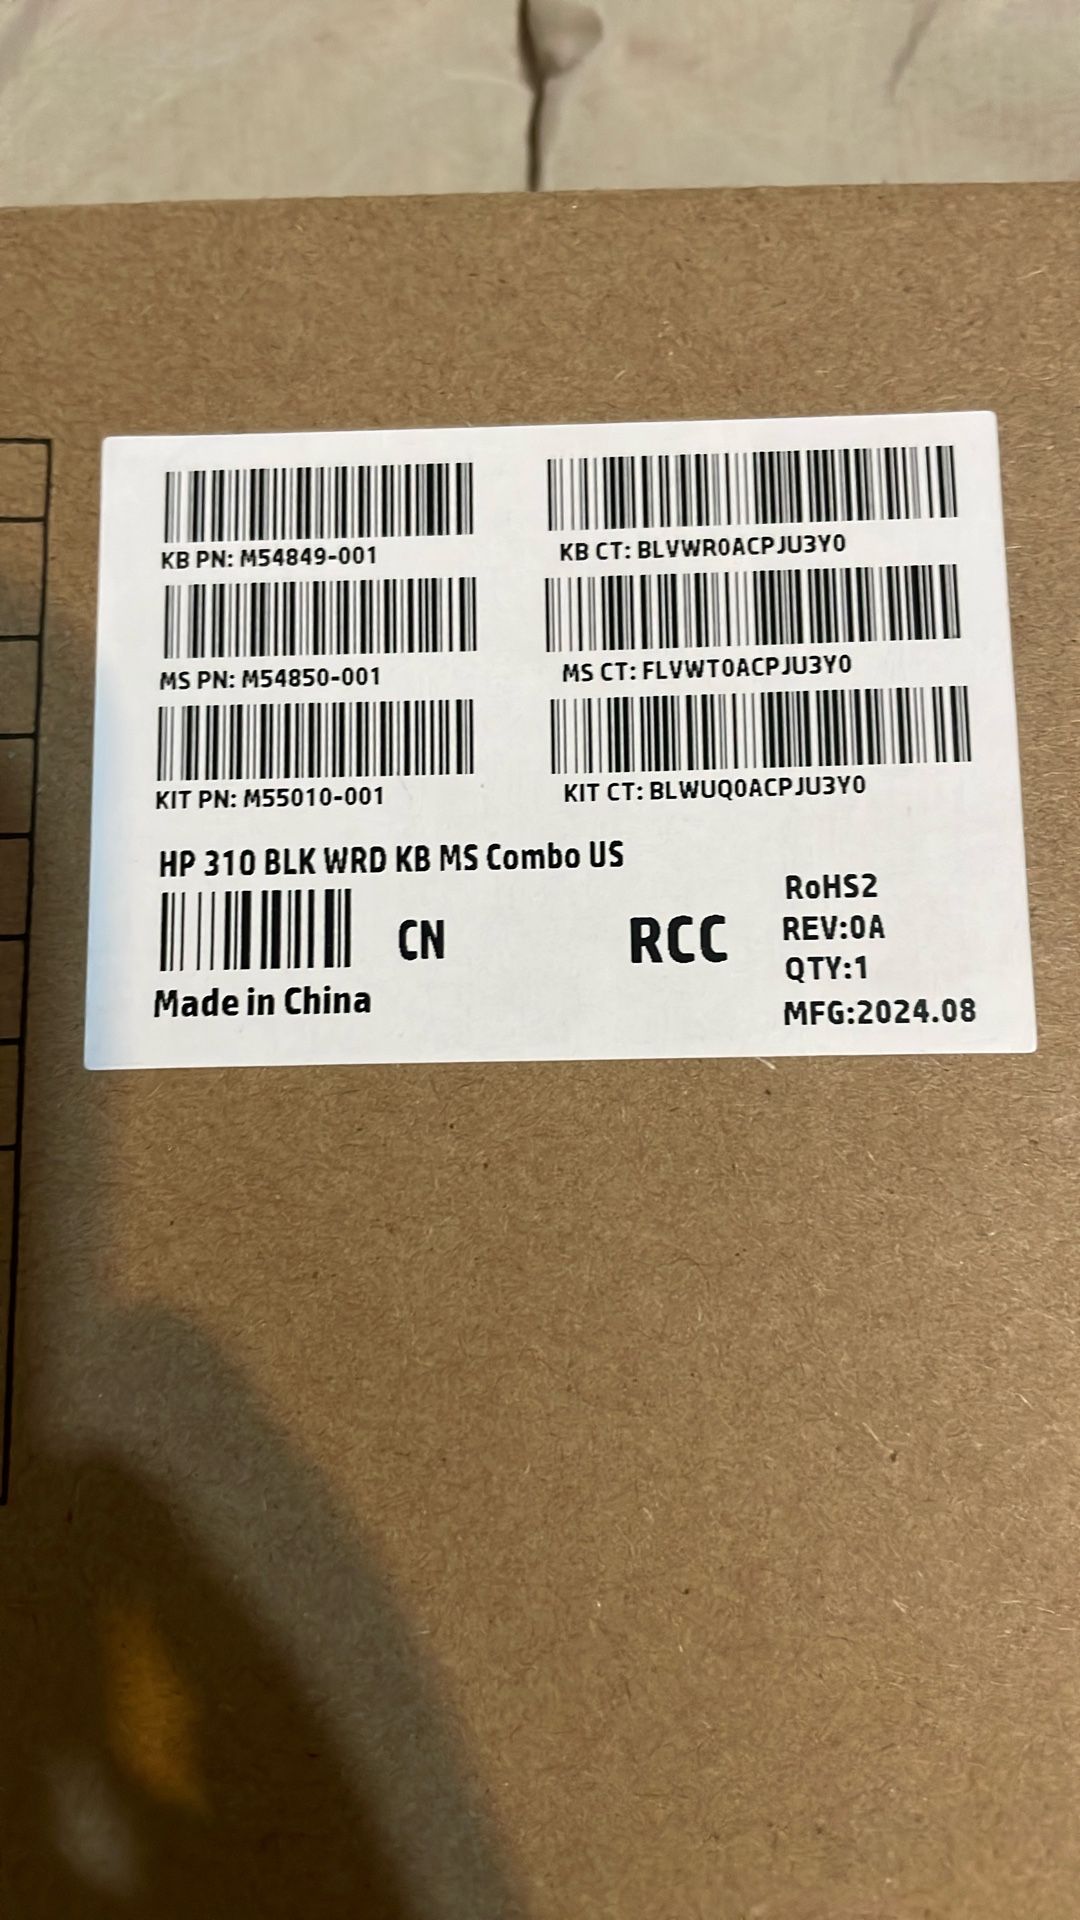 KB PN: M54849-001
KB CT: BLVWR0ACPJU3Y0
MS PN: M54850-001
MS CT: FLVWT0ACPJU3Y0
KIT PN: M55010-001
KIT CT: BLWUQ0ACPJU3Y0
HP 310 BLK WRD KB MS Combo US
CN
RCC
RoHS2
REV:0A
QTY:1
Made in China
MFG:2024.08